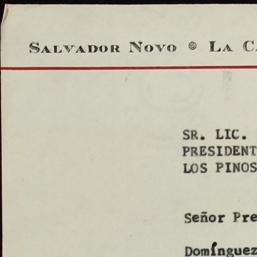 SALVADOR NOVO ® LA C
SR. LIC.
PRESIDENT
LOS PINOS
Señor Pre
Domínguez